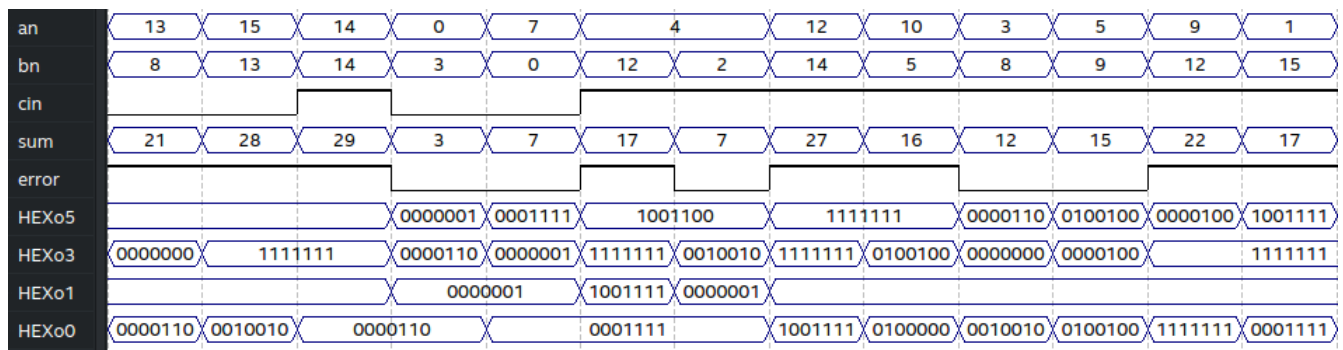 an 13 15 14 0 7 4 12 10 3 5 9 1
bn 8 13 14 3 0 12 2 14 5 8 9 12 15
cin
sum 21 28 29 3 7 17 7 27 16 12 15 22 17
error
HEXo5 0000001 0001111 1001100 1111111 0000110 0100100 0000100 1001111
HEXo3 0000000 1111111 0000110 0000001 1111111 0010010 1111111 0100100 0000000 0000100 1111111
HEXo1 0000001 1001111 0000001
HEXo0 0000110 0010010 0000110 0001111 1001111 0100000 0010010 0100100 1111111 0001111